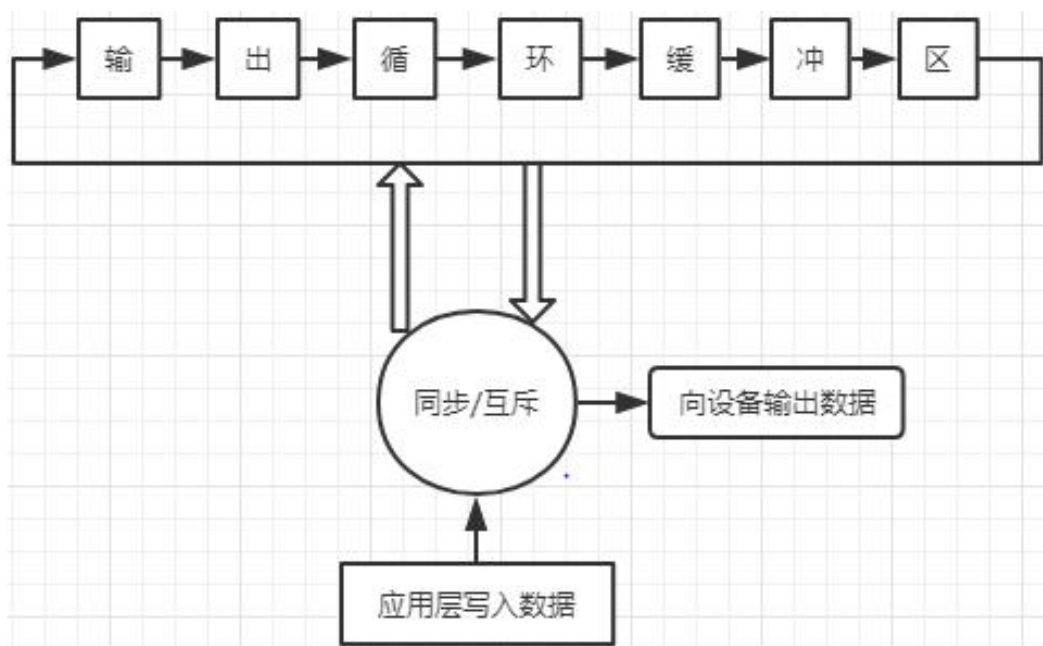 输 出 循 环 缓 冲 区
同步/互斥
向设备输出数据
应用层写入数据